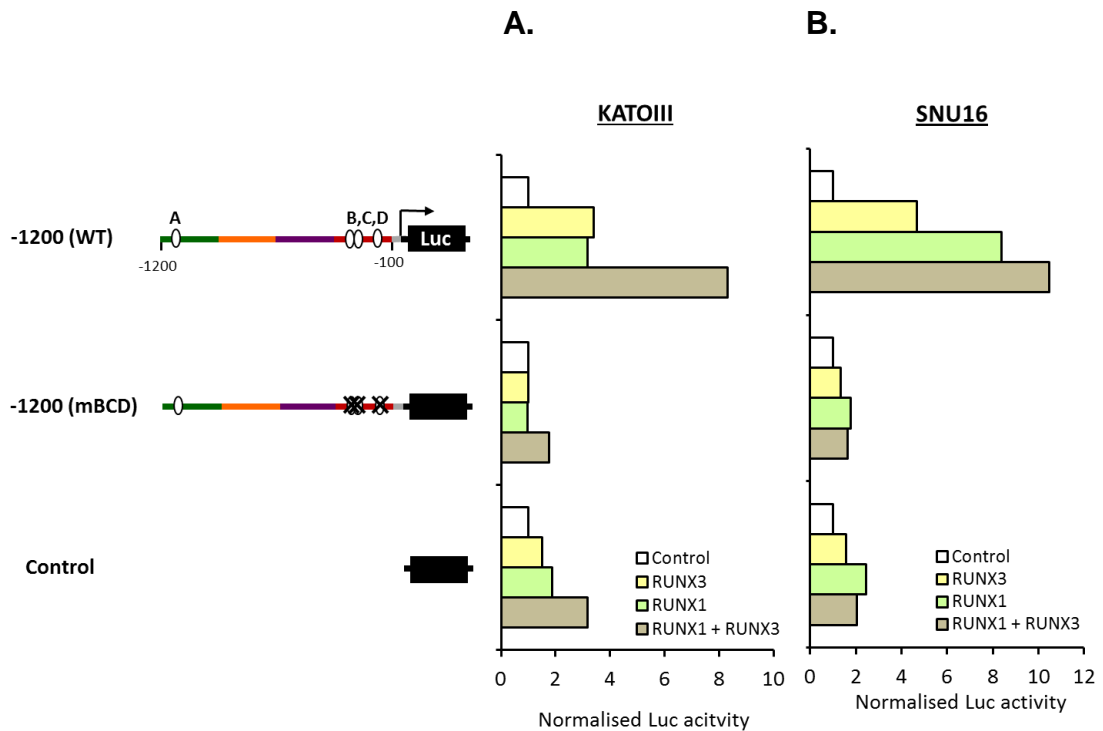 A.
B.
KATOIII
SNU16
A
B,C,D
-1200 (WT)
Luc
-1200
-100
-1200 (mBCD)
Control
Control
RUNX3
RUNX1
RUNX1 + RUNX3
Control
RUNX3
RUNX1
RUNX1 + RUNX3
0 2 4 6 8 10
0 2 4 6 8 10 12
Normalised Luc acitvity
Normalised Luc activity